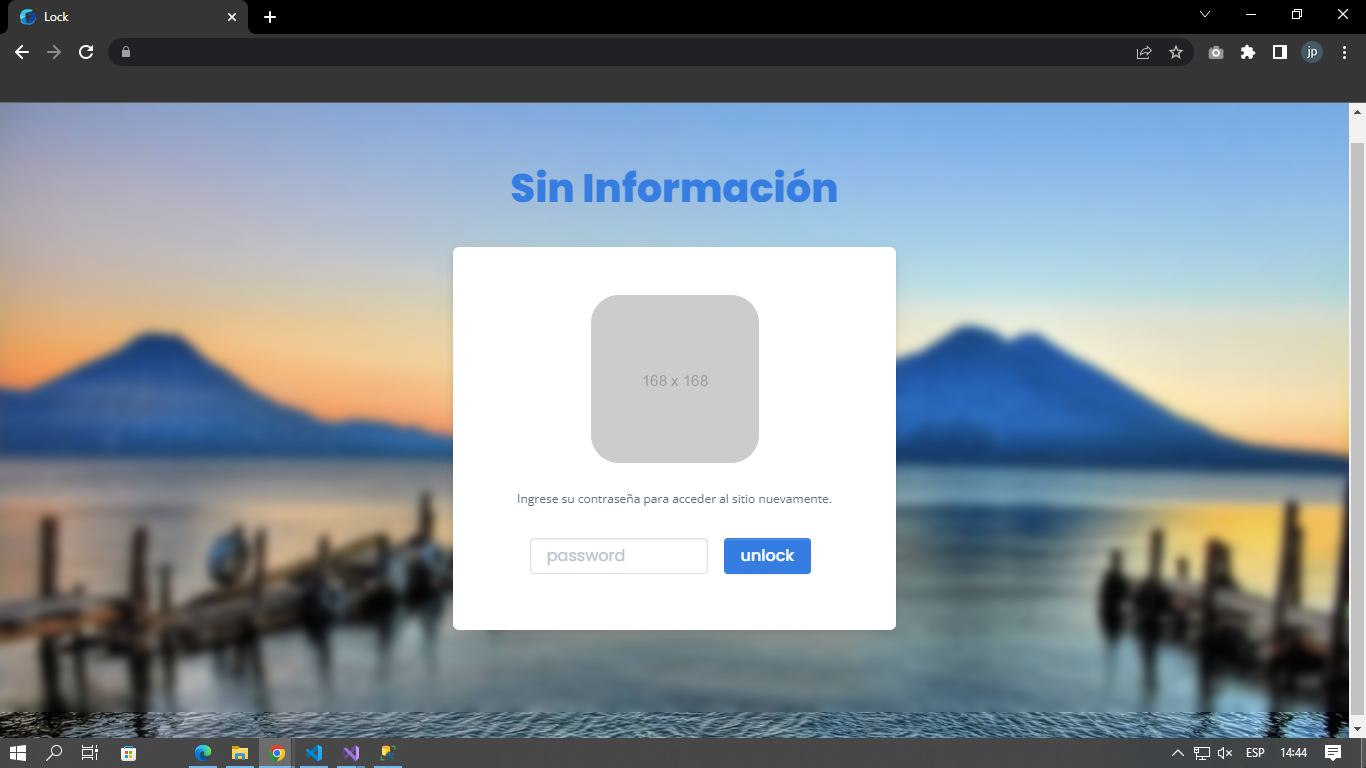 Lock
jp
Sin Información
168 x 168
Ingrese su contraseña para acceder al sitio nuevamente.
password
unlock
ESP
14:44